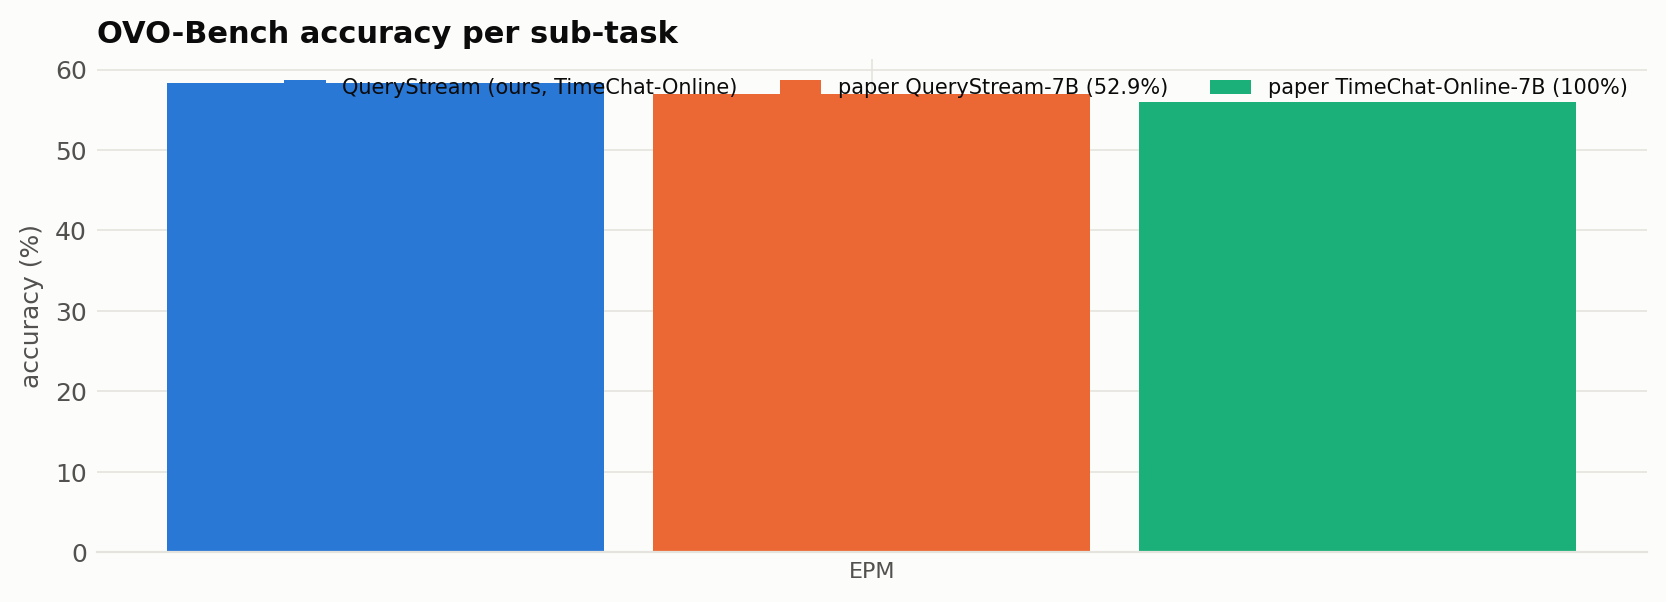 OVO-Bench accuracy per sub-task
QueryStream (ours, TimeChat-Online)
paper QueryStream-7B (52.9%)
paper TimeChat-Online-7B (100%)
accuracy (%)
60
50
40
30
20
10
0
EPM